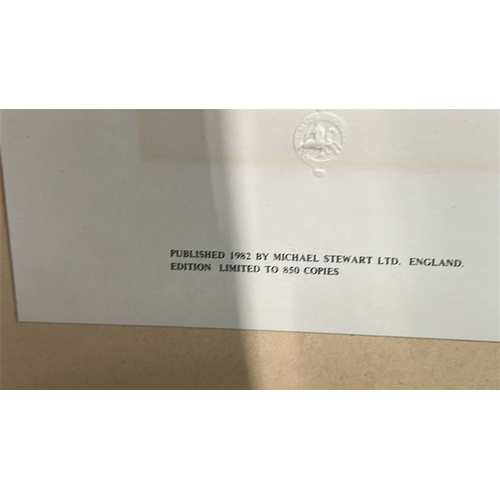 PUBLISHED 1982 BY MICHAEL STEWART LTD. ENGLAND.
EDITION LIMITED TO 850 COPIES